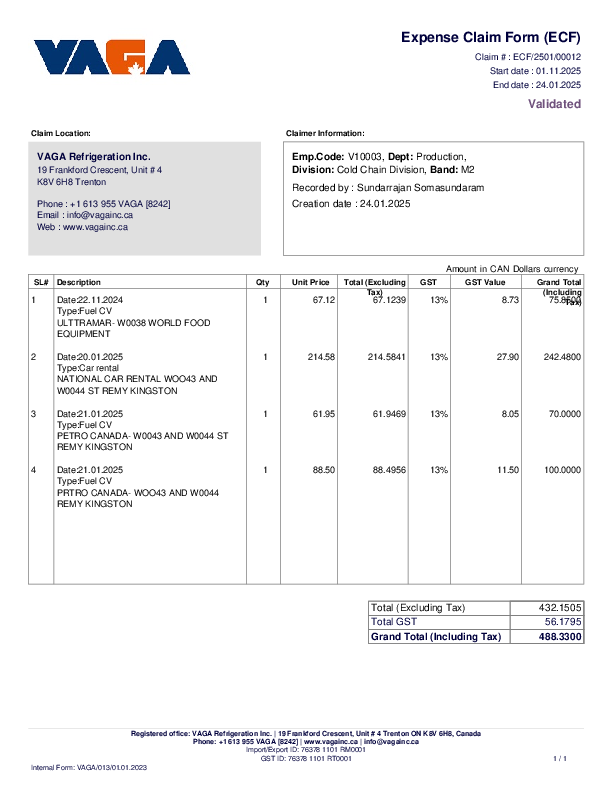 VAGA
Expense Claim Form (ECF)
Claim # : ECF/2501/00012
Start date : 01.11.2025
End date : 24.01.2025
Validated
Claim Location:
Claimer Information:
VAGA Refrigeration Inc.
19 Frankford Crescent, Unit # 4
K8V 6H8 Trenton
Phone : +1 613 955 VAGA [8242]
Email : info@vagainc.ca
Web : www.vagainc.ca
Emp.Code: V10003, Dept: Production,
Division: Cold Chain Division, Band: M2
Recorded by : Sundarrajan Somasundaram
Creation date : 24.01.2025
Amount in CAN Dollars currency
SL# Description Qty Unit Price Total (Excluding Tax) GST GST Value Grand Total (Including Tax)
1 Date:22.11.2024 1 67.12 67.1239 13% 8.73
Type:Fuel CV
ULTTRAMAR- W0038 WORLD FOOD
EQUIPMENT
2 Date:20.01.2025 1 214.58 214.5841 13% 27.90 242.4800
Type:Car rental
NATIONAL CAR RENTAL WOO43 AND
W0044 ST REMY KINGSTON
3 Date:21.01.2025 1 61.95 61.9469 13% 8.05 70.0000
Type:Fuel CV
PETRO CANADA- W0043 AND W0044 ST
REMY KINGSTON
4 Date:21.01.2025 1 88.50 88.4956 13% 11.50 100.0000
Type:Fuel CV
PRTRO CANADA- WOO43 AND W0044
REMY KINGSTON
Total (Excluding Tax) 432.1505
Total GST 56.1795
Grand Total (Including Tax) 488.3300
Registered office: VAGA Refrigeration Inc. | 19 Frankford Crescent, Unit # 4 Trenton ON K8V 6H8, Canada
Phone: +1 613 955 VAGA [8242] | www.vagainc.ca | info@vagainc.ca
Import/Export ID: 76378 1101 RM0001
GST ID: 76378 1101 RT0001
1 / 1
Internal Form: VAGA/013/01.01.2023